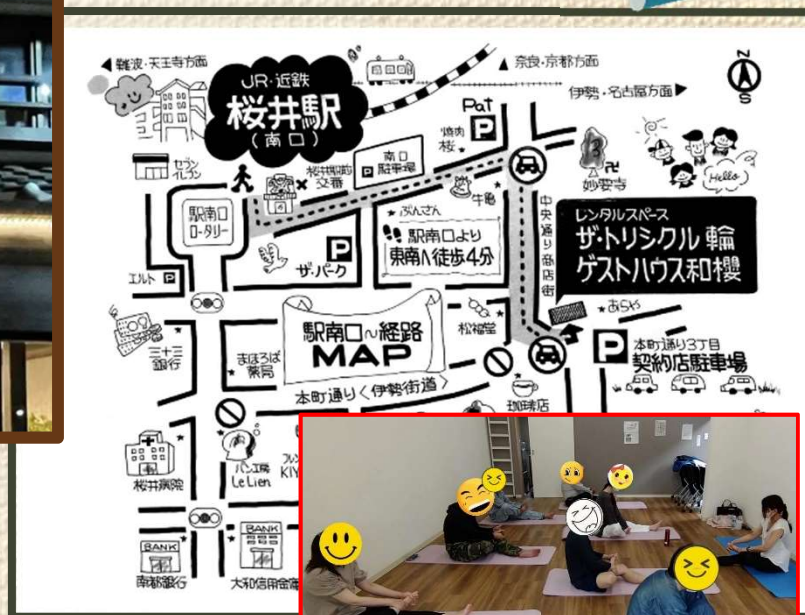 難波・天王寺方面
奈良・京都方面
伊勢・名古屋方面
N
S
JR・近鉄
桜井駅
(南口)
Pat
P
焼肉
桜
セブン
イレブン
桜井駅前
交番
P
南口
駐車場
妙要寺
Hello
牛亀
ぶんさん
駅南口
ロータリー
駅南口より
東南へ徒歩4分
中央通り商店街
レンタルスペース
ザ・トリシクル 輪
ゲストハウス和櫻
P
ザ・パーク
エルト P
あらや
駅南口~経路
MAP
松福堂
P
本町通り3丁目
契約店駐車場
三十三
銀行
まほろば
薬局
本町通り〈伊勢街道〉
珈琲店
桜井病院
パン工房
Le Lien
フレン
KIY
BANK
南都銀行
BANK
大和信用金庫